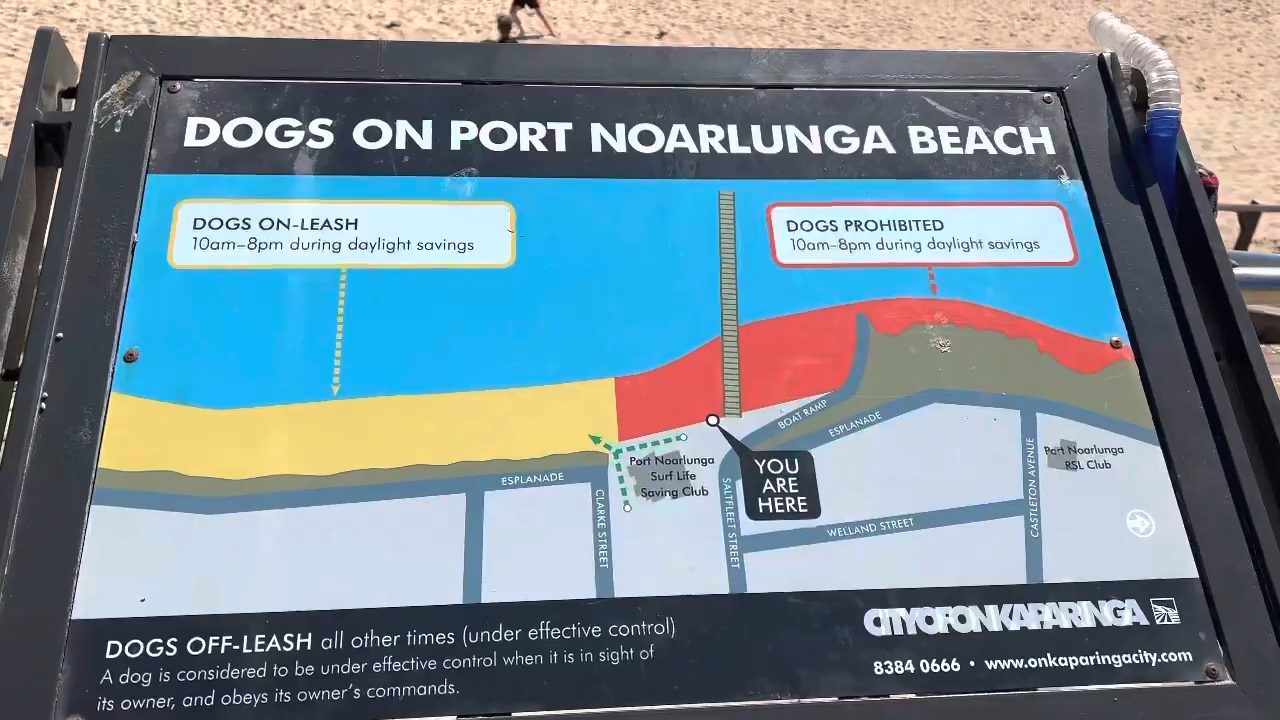 DOGS ON PORT NOARLUNGA BEACH
DOGS ON-LEASH
10am–8pm during daylight savings
DOGS PROHIBITED
10am–8pm during daylight savings
BOAT RAMP
ESPLANADE
YOU
ARE
HERE
Port Noarlunga
Surf Life
Saving Club
Port Noarlunga
RSL Club
ESPLANADE
CLARKE STREET
SALTFLEET STREET
WELLAND STREET
CASTLETON AVENUE
DOGS OFF-LEASH all other times (under effective control)
A dog is considered to be under effective control when it is in sight of
its owner, and obeys its owner's commands.
CITYOFONKAPARINGA
8384 0666 • www.onkaparingacity.com